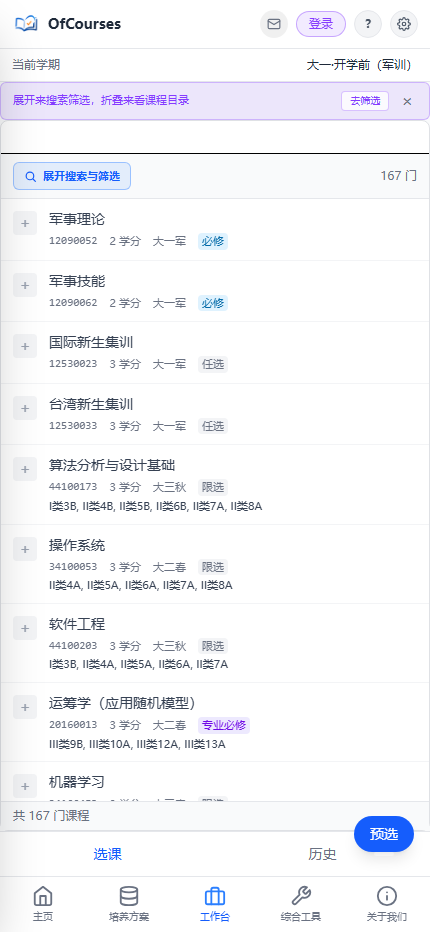 OfCourses
登录
?
当前学期
大一·开学前（军训）
展开来搜索筛选，折叠来看课程目录
去筛选
展开搜索与筛选
167 门
军事理论
12090052 2 学分 大一军 必修
军事技能
12090062 2 学分 大一军 必修
国际新生集训
12530023 3 学分 大一军 任选
台湾新生集训
12530033 3 学分 大一军 任选
算法分析与设计基础
44100173 3 学分 大三秋 限选
I类3B, II类4B, II类5B, II类6B, II类7A, II类8A
操作系统
34100053 3 学分 大二春 限选
II类4A, II类5A, II类6A, II类7A, II类8A
软件工程
44100203 3 学分 大三秋 限选
I类3B, II类4A, II类5A, II类6A, II类7A
运筹学（应用随机模型）
20160013 3 学分 大二春 专业必修
III类9B, III类10A, III类12A, III类13A
机器学习
共 167 门课程
预选
选课
历史
主页
培养方案
工作台
综合工具
关于我们